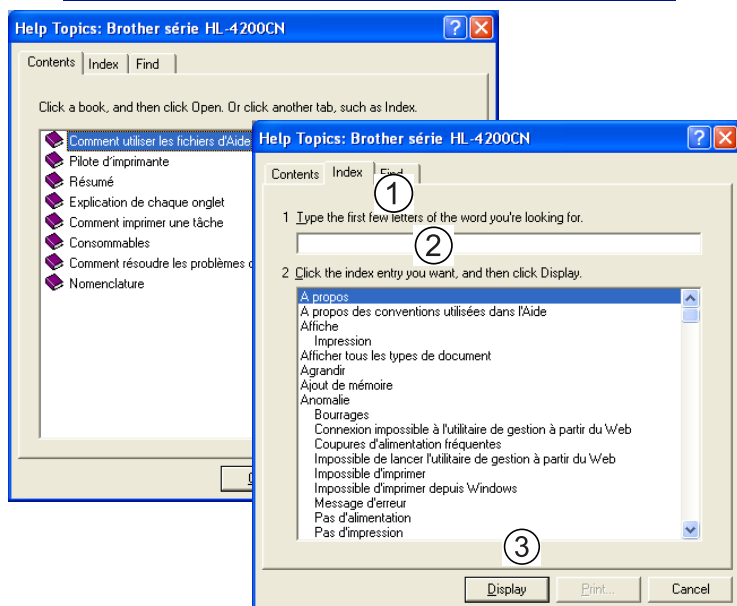 Help Topics: Brother série HL-4200CN
Contents Index Find
Click a book, and then click Open. Or click another tab, such as Index.
Comment utiliser les fichiers d'Aide
Pilote d'imprimante
Résumé
Explication de chaque onglet
Comment imprimer une tâche
Consommables
Comment résoudre les problèmes
Nomenclature
Help Topics: Brother série HL-4200CN
Contents Index Find
1
1 Type the first few letters of the word you're looking for.
2
2 Click the index entry you want, and then click Display.
A propos
A propos des conventions utilisées dans l'Aide
Affiche
Impression
Afficher tous les types de document
Agrandir
Ajout de mémoire
Anomalie
Bourrages
Connexion impossible à l'utilitaire de gestion à partir du Web
Coupures d'alimentation fréquentes
Impossible de lancer l'utilitaire de gestion à partir du Web
Impossible d'imprimer
Impossible d'imprimer depuis Windows
Message d'erreur
Pas d'alimentation
Pas d'impression
3
Display Print... Cancel